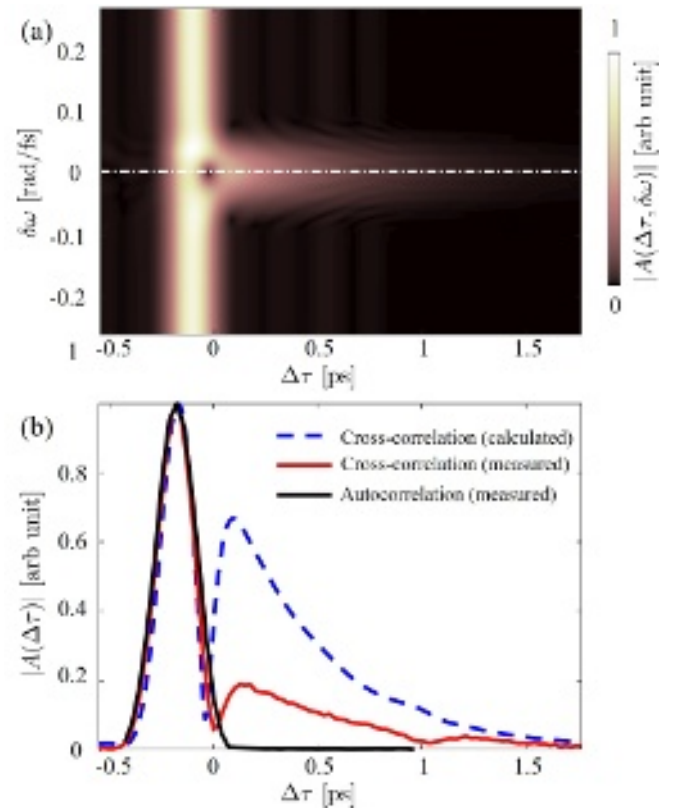 (a)
0.2
0.1
0
-0.1
-0.2
δω [rad/fs]
1
0
|A(Δτ, δω)| [arb unit]
1
-0.5
0
0.5
1
Δτ [ps]
(b)
Cross-correlation (calculated)
Cross-correlation (measured)
Autocorrelation (measured)
0.8
0.6
0.4
0.2
0
|A(Δτ)| [arb unit]
-0.5
0
0.5
1
1.5
Δτ [ps]